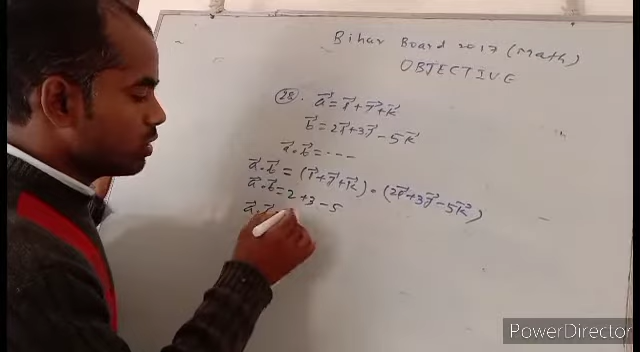 Bihar Board 2017 (Math)
OBJECTIVE
(28). a⃗ = i⃗ + j⃗ + k⃗
b⃗ = 2i⃗ + 3j⃗ - 5k⃗
a⃗ . b⃗ = ---
a⃗ . b⃗ = (i⃗ + j⃗ + k⃗) . (2i⃗ + 3j⃗ - 5k⃗)
a⃗ . b⃗ = 2 + 3 - 5
a⃗ .
PowerDirector